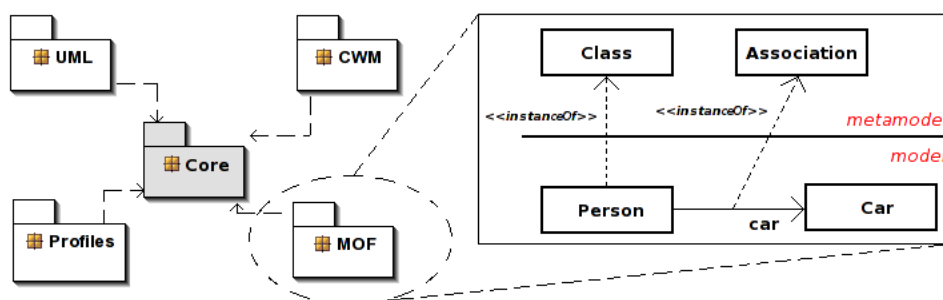 UML
CWM
Core
Profiles
MOF
Class
Association
<<instanceOf>>
<<instanceOf>>
metamode
mode
Person
car
Car